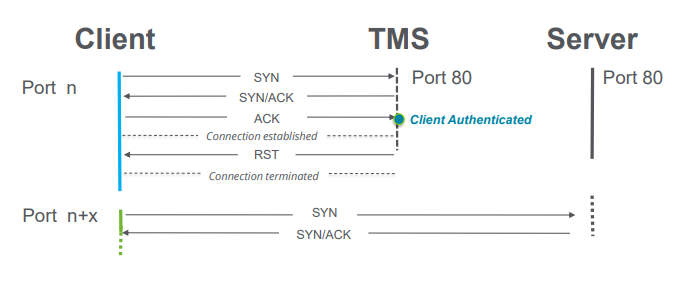 Client TMS Server
Port n
Port 80
Port 80
SYN
SYN/ACK
ACK
Client Authenticated
Connection established
RST
Connection terminated
Port n+x
SYN
SYN/ACK